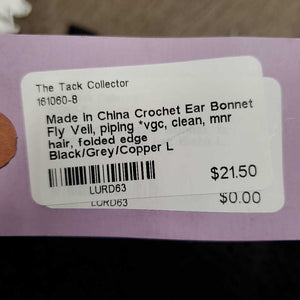 The Tack Collector
161060-8
Made in China Crochet Ear Bonnet
Fly Veil, piping *vgc, clean, mnr
hair, folded edge
Black/Grey/Copper L
LURD63
$21.50
LURD63
$0.00